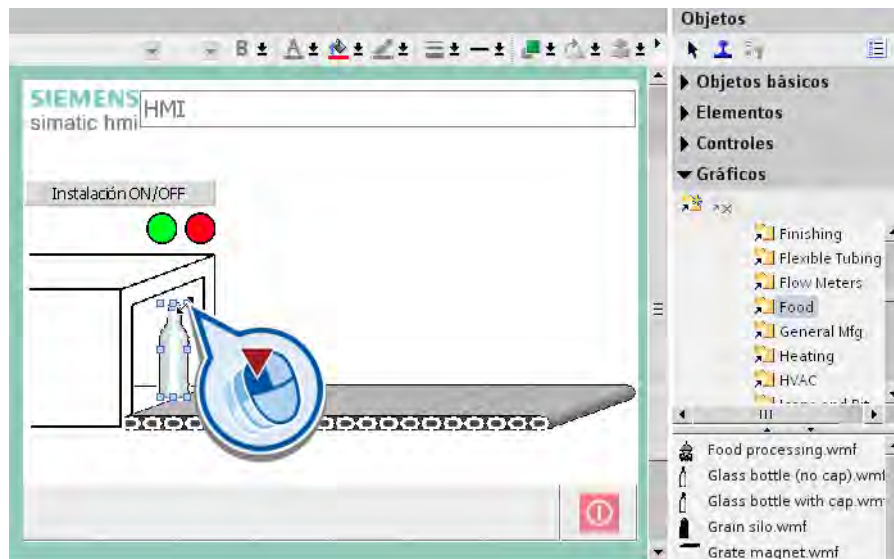 Objetos
B A
Objetos básicos
Elementos
Controles
Gráficos
SIEMENS
simatic hmi
HMI
Instalación ON/OFF
Finishing
Flexible Tubing
Flow Meters
Food
General Mfg
Heating
HVAC
Food processing.wmf
Glass bottle (no cap).wmf
Glass bottle with cap.wm
Grain silo.wmf
Grate magnet.wmf